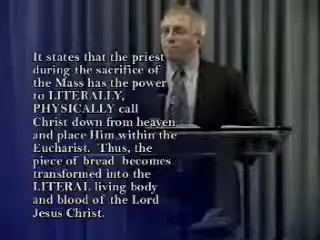 It states that the priest
during the sacrifice of
the Mass has the power
to LITERALLY,
PHYSICALLY call
Christ down from heaven
and place Him within the
Eucharist. Thus, the
piece of bread becomes
transformed into the
LITERAL living body
and blood of the Lord
Jesus Christ.